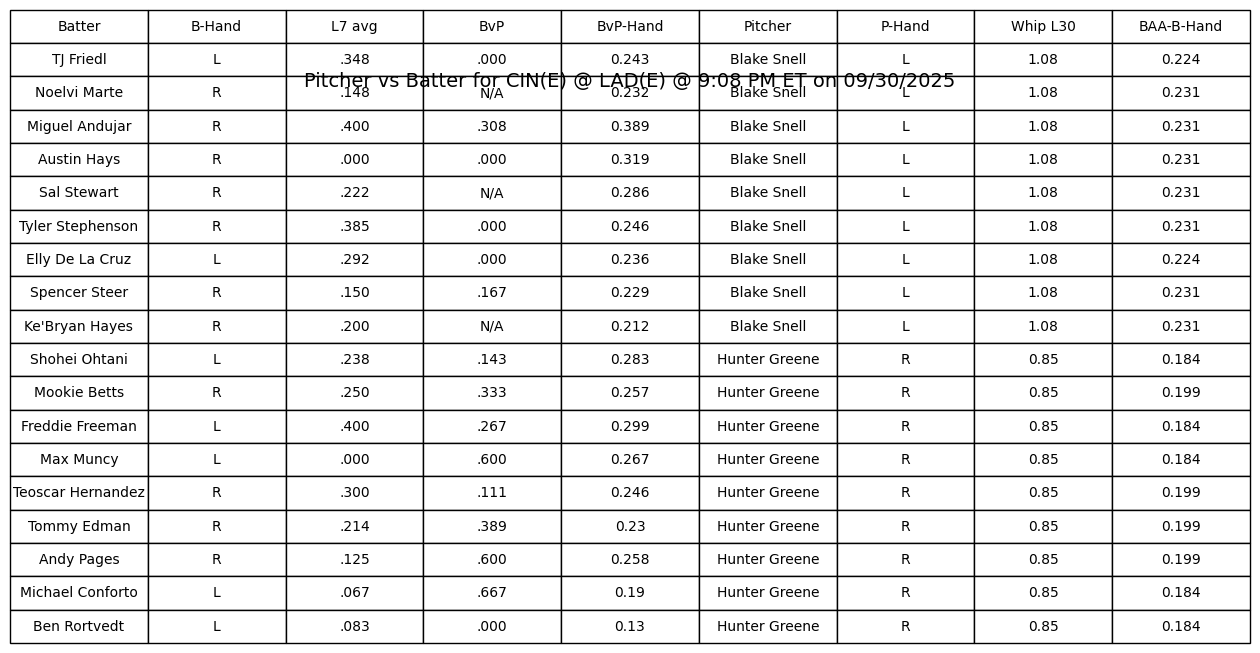 Batter B-Hand L7 avg BvP BvP-Hand Pitcher P-Hand Whip L30 BAA-B-Hand
TJ Friedl L .348 .000 0.243 Blake Snell L 1.08 0.224
Pitcher vs Batter for CIN(E) @ LAD(E) @ 9:08 PM ET on 09/30/2025
Noelvi Marte R .148 N/A 0.232 Blake Snell L 1.08 0.231
Miguel Andujar R .400 .308 0.389 Blake Snell L 1.08 0.231
Austin Hays R .000 .000 0.319 Blake Snell L 1.08 0.231
Sal Stewart R .222 N/A 0.286 Blake Snell L 1.08 0.231
Tyler Stephenson R .385 .000 0.246 Blake Snell L 1.08 0.231
Elly De La Cruz L .292 .000 0.236 Blake Snell L 1.08 0.224
Spencer Steer R .150 .167 0.229 Blake Snell L 1.08 0.231
Ke'Bryan Hayes R .200 N/A 0.212 Blake Snell L 1.08 0.231
Shohei Ohtani L .238 .143 0.283 Hunter Greene R 0.85 0.184
Mookie Betts R .250 .333 0.257 Hunter Greene R 0.85 0.199
Freddie Freeman L .400 .267 0.299 Hunter Greene R 0.85 0.184
Max Muncy L .000 .600 0.267 Hunter Greene R 0.85 0.184
Teoscar Hernandez R .300 .111 0.246 Hunter Greene R 0.85 0.199
Tommy Edman R .214 .389 0.23 Hunter Greene R 0.85 0.199
Andy Pages R .125 .600 0.258 Hunter Greene R 0.85 0.199
Michael Conforto L .067 .667 0.19 Hunter Greene R 0.85 0.184
Ben Rortvedt L .083 .000 0.13 Hunter Greene R 0.85 0.184